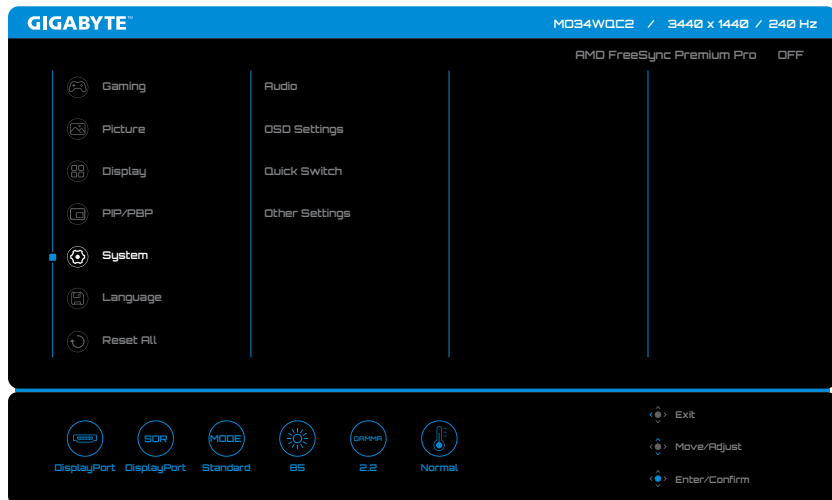 GIGABYTE™ MO34WQC2 / 3440 x 1440 / 240 Hz
AMD FreeSync Premium Pro OFF
Gaming
Picture
Display
PIP/PBP
System
Language
Reset All
Audio
OSD Settings
Quick Switch
Other Settings
SDR MODE GAMMA
DisplayPort DisplayPort Standard 85 2.2 Normal
Exit
Move/Adjust
Enter/Confirm